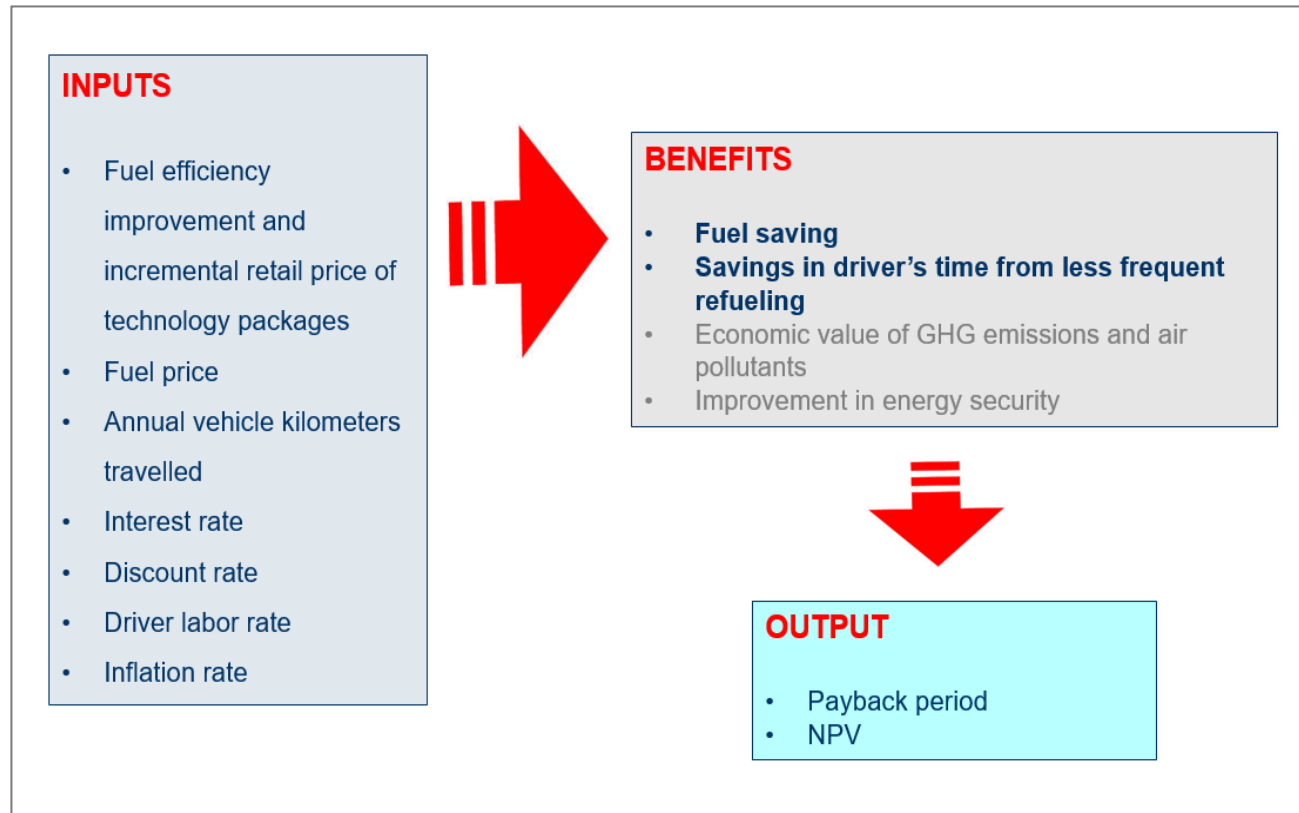 INPUTS
• Fuel efficiency
improvement and
incremental retail price of
technology packages
• Fuel price
• Annual vehicle kilometers
travelled
• Interest rate
• Discount rate
• Driver labor rate
• Inflation rate
BENEFITS
• Fuel saving
• Savings in driver’s time from less frequent
refueling
• Economic value of GHG emissions and air
pollutants
• Improvement in energy security
OUTPUT
• Payback period
• NPV